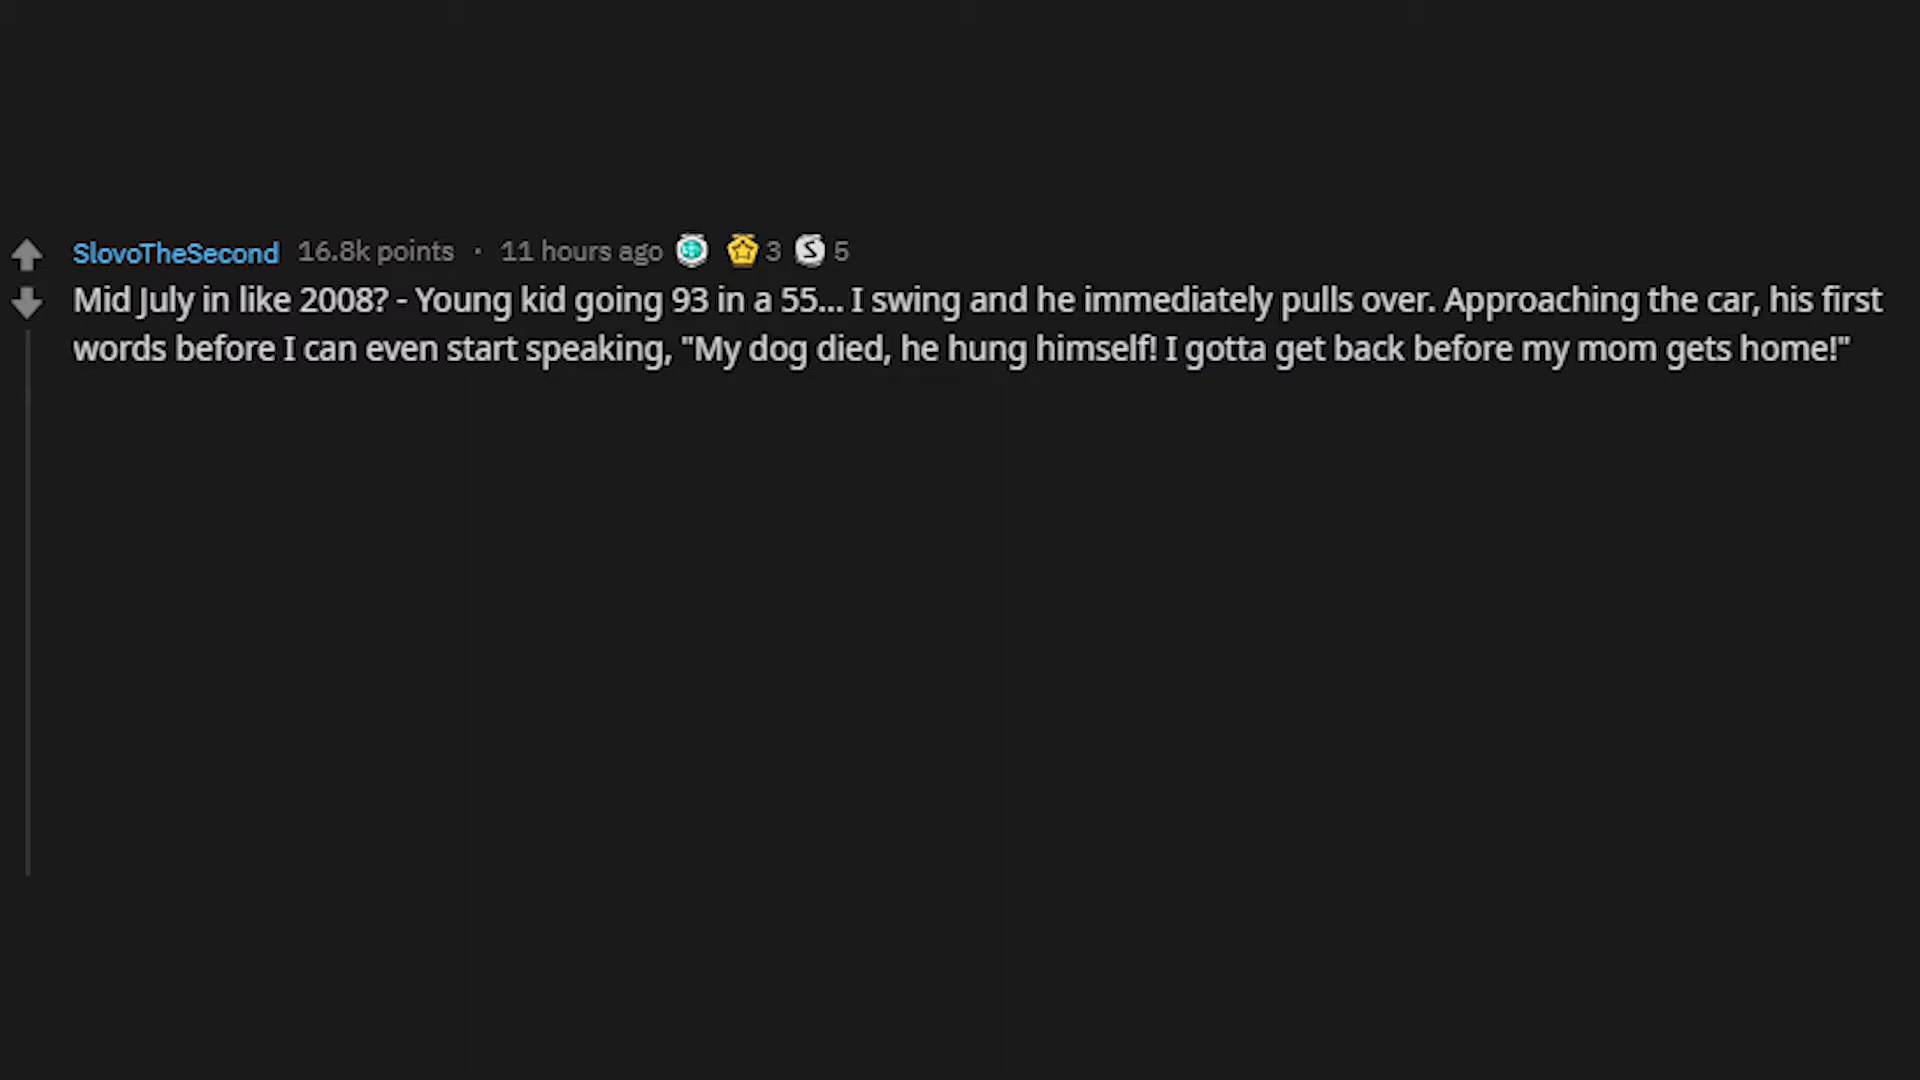 SlovoTheSecond 16.8k points · 11 hours ago 3 S 5
Mid July in like 2008? - Young kid going 93 in a 55... I swing and he immediately pulls over. Approaching the car, his first
words before I can even start speaking, "My dog died, he hung himself! I gotta get back before my mom gets home!"